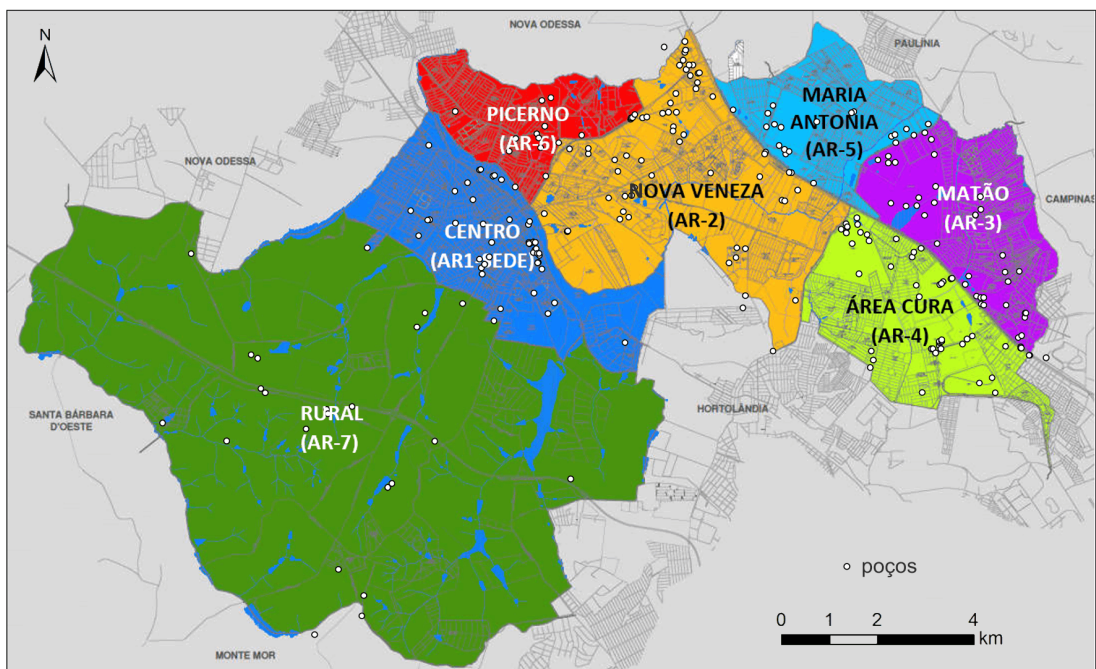 NOVA ODESSA
N
PAULÍNIA
PICERNO
(AR-6)
MARIA
ANTONIA
(AR-5)
NOVA ODESSA
NOVA VENEZA
(AR-2)
MATÃO
(AR-3)
CAMPINAS
CENTRO
(AR1-SEDE)
ÁREA CURA
(AR-4)
SANTA BÁRBARA
D'OESTE
RURAL
(AR-7)
HORTOLÂNDIA
poços
0 1 2 4
km
MONTE MOR